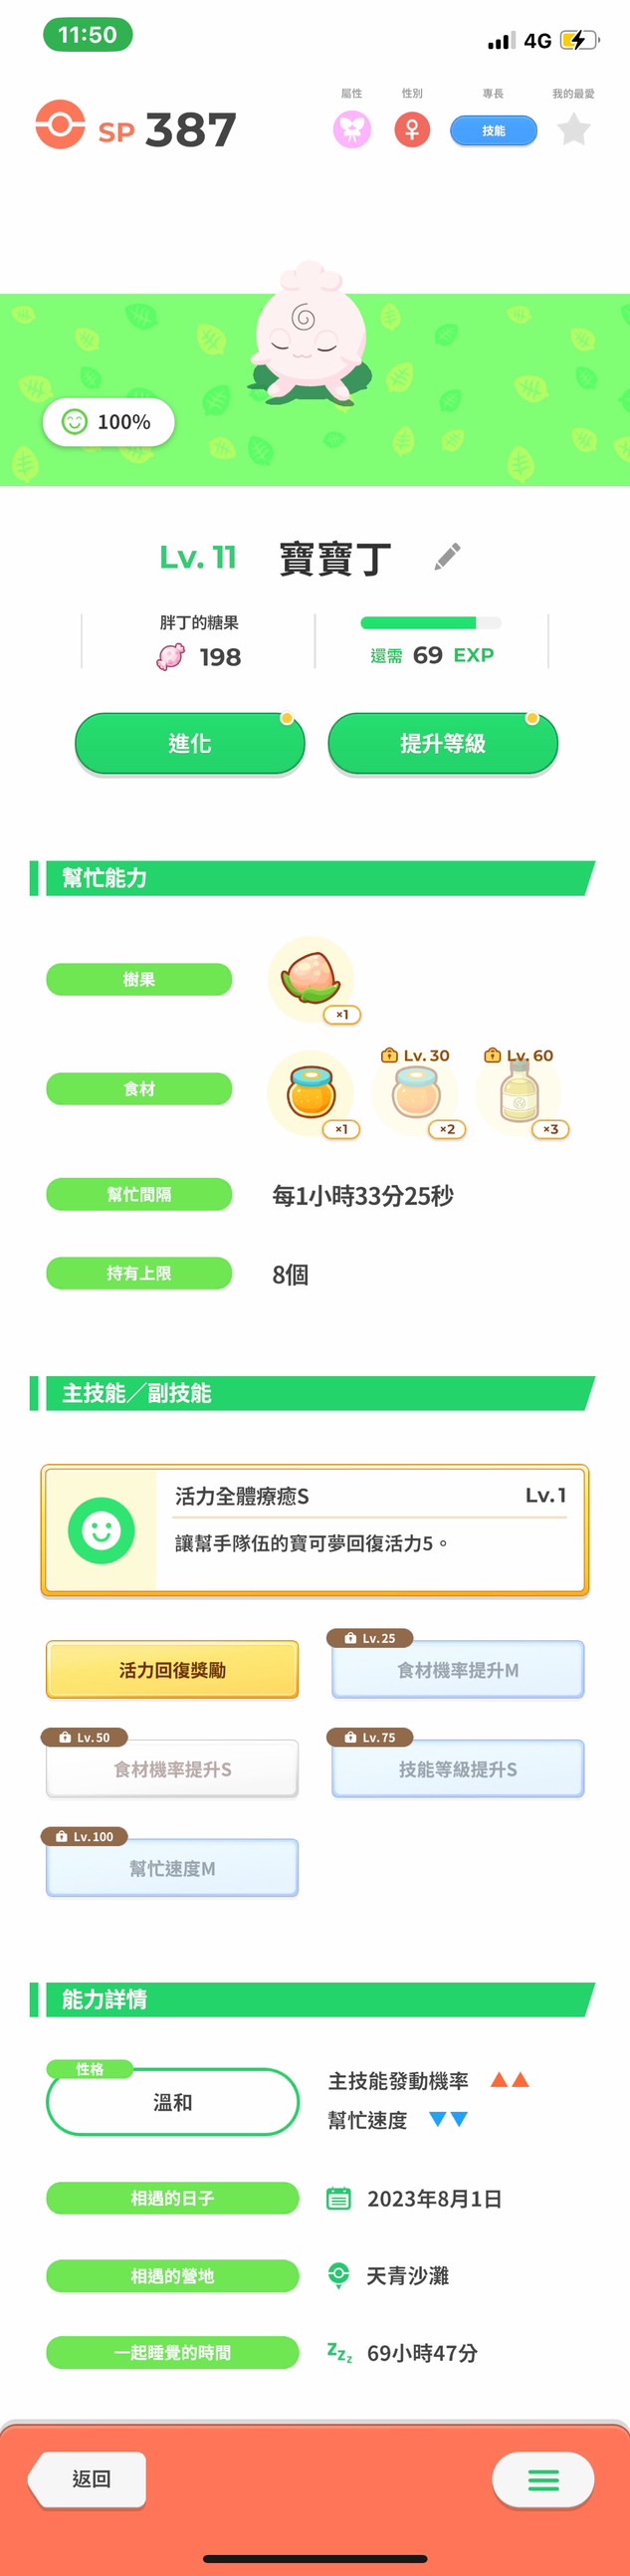 11:50
4G
屬性 性別 專長 我的最愛
SP 387
技能
100%
Lv. 11 寶寶丁
胖丁的糖果
198
還需 69 EXP
進化 提升等級
幫忙能力
樹果
×1
食材
Lv. 30 Lv. 60
×1 ×2 ×3
幫忙間隔 每1小時33分25秒
持有上限 8個
主技能／副技能
活力全體療癒S Lv. 1
讓幫手隊伍的寶可夢回復活力5。
Lv. 25
活力回復獎勵 食材機率提升M
Lv. 50 Lv. 75
食材機率提升S 技能等級提升S
Lv. 100
幫忙速度M
能力詳情
性格
溫和
主技能發動機率 ▲▲
幫忙速度 ▼▼
相遇的日子 2023年8月1日
相遇的營地 天青沙灘
一起睡覺的時間 zzz 69小時47分
返回